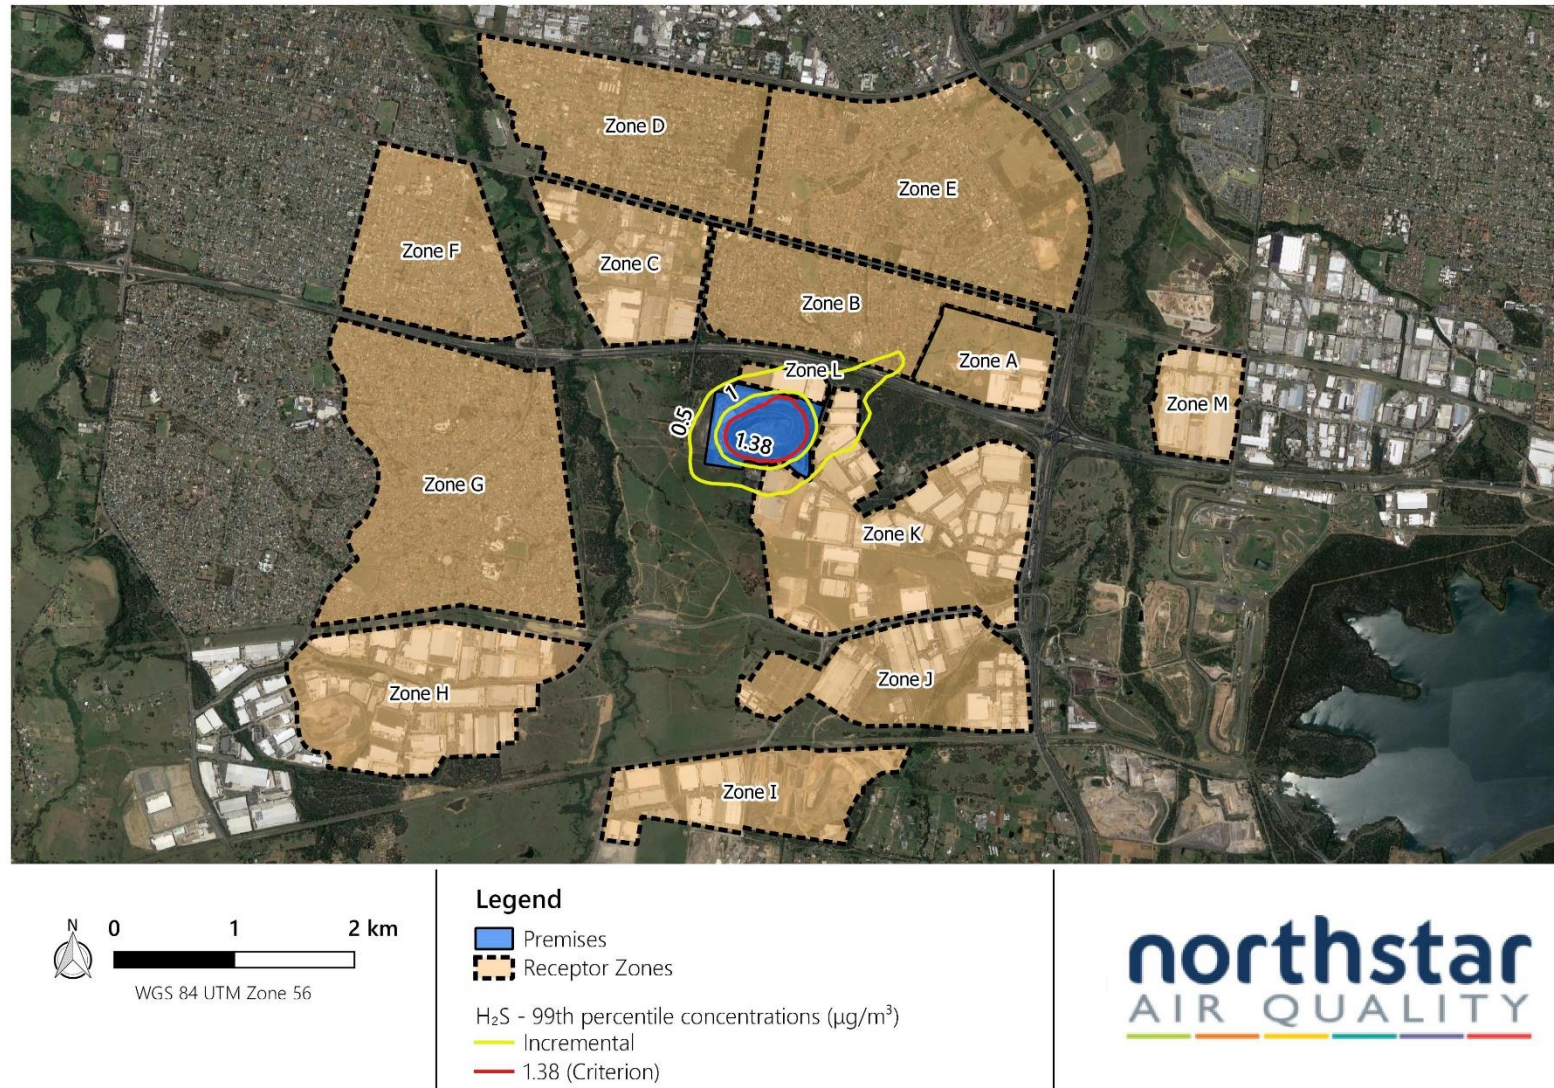 Zone D
Zone E
Zone F
Zone C
Zone B
Zone A
Zone L
Zone M
1
0.5
1.38
Zone G
Zone K
Zone H
Zone J
Zone I
N
0 1 2 km
WGS 84 UTM Zone 56
Legend
Premises
Receptor Zones
H₂S - 99th percentile concentrations (µg/m³)
Incremental
1.38 (Criterion)
northstar
AIR QUALITY